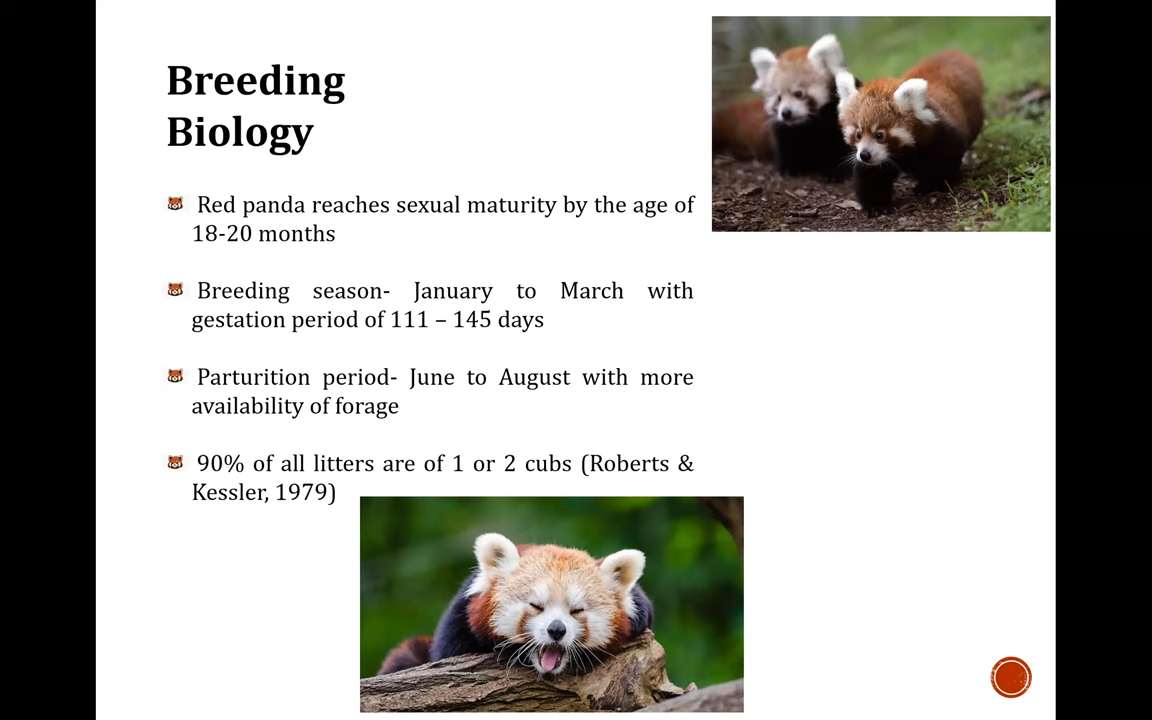 Breeding
Biology
Red panda reaches sexual maturity by the age of
18-20 months
Breeding season- January to March with
gestation period of 111 – 145 days
Parturition period- June to August with more
availability of forage
90% of all litters are of 1 or 2 cubs (Roberts &
Kessler, 1979)